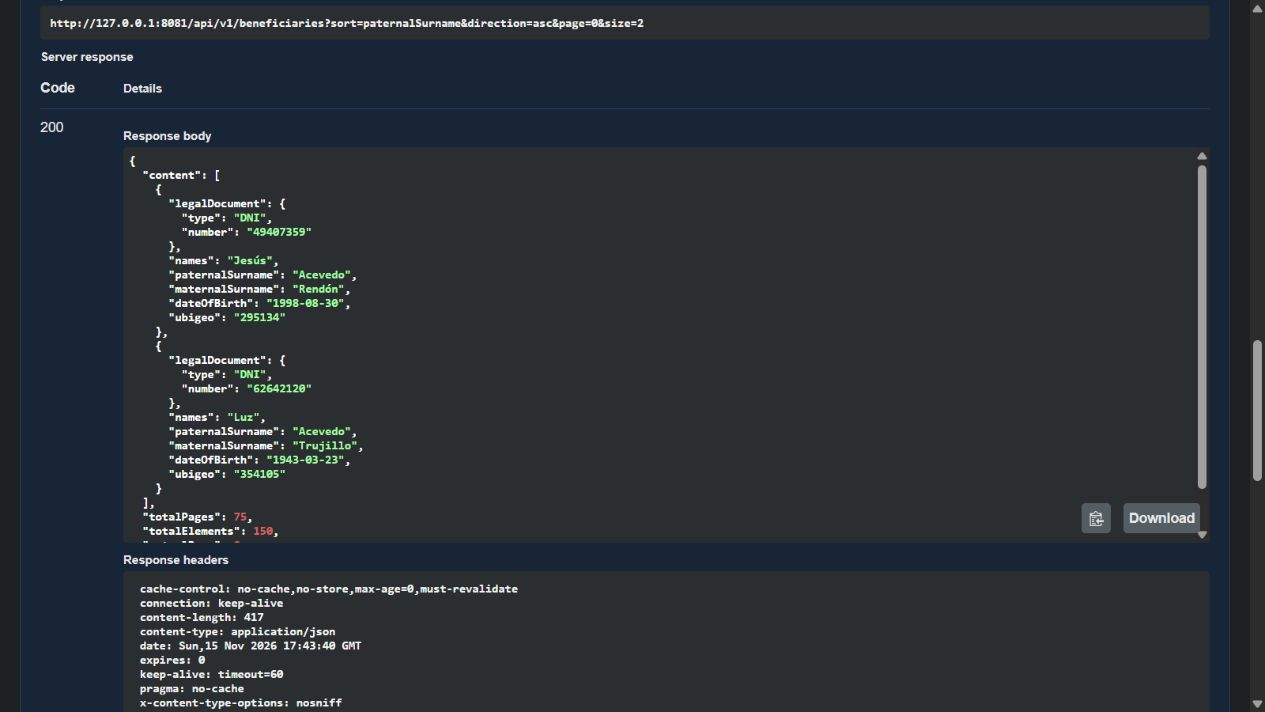 http://127.0.0.1:8081/api/v1/beneficiaries?sort=paternalSurname&direction=asc&page=0&size=2
Server response
Code Details
200
Response body
{
  "content": [
    {
      "legalDocument": {
        "type": "DNI",
        "number": "49407359"
      },
      "names": "Jesús",
      "paternalSurname": "Acevedo",
      "maternalSurname": "Rendón",
      "dateOfBirth": "1998-08-30",
      "ubigeo": "295134"
    },
    {
      "legalDocument": {
        "type": "DNI",
        "number": "62642120"
      },
      "names": "Luz",
      "paternalSurname": "Acevedo",
      "maternalSurname": "Trujillo",
      "dateOfBirth": "1943-03-23",
      "ubigeo": "354105"
    }
  ],
  "totalPages": 75,
  "totalElements": 150,
Download
Response headers
cache-control: no-cache,no-store,max-age=0,must-revalidate
connection: keep-alive
content-length: 417
content-type: application/json
date: Sun,15 Nov 2026 17:43:40 GMT
expires: 0
keep-alive: timeout=60
pragma: no-cache
x-content-type-options: nosniff